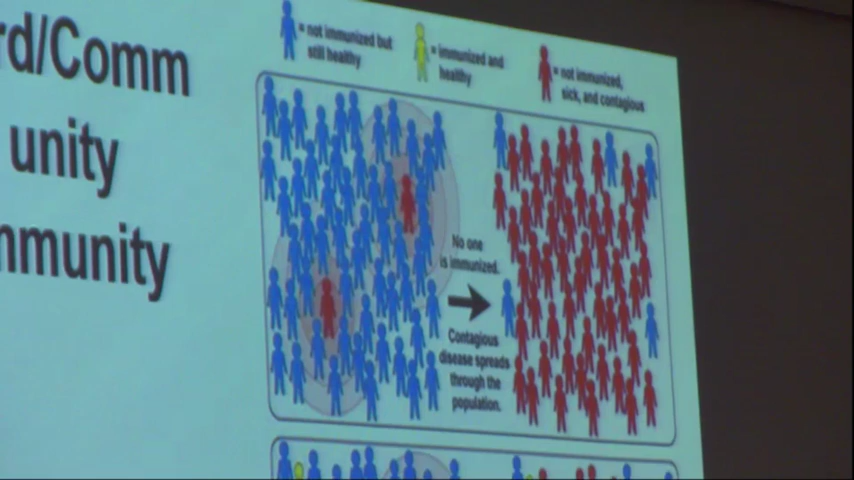 rd/Comm
unity
mmunity
= not immunized but
still healthy
= immunized and
healthy
= not immunized,
sick, and contagious
No one
is immunized.
Contagious
disease spreads
through the
population.